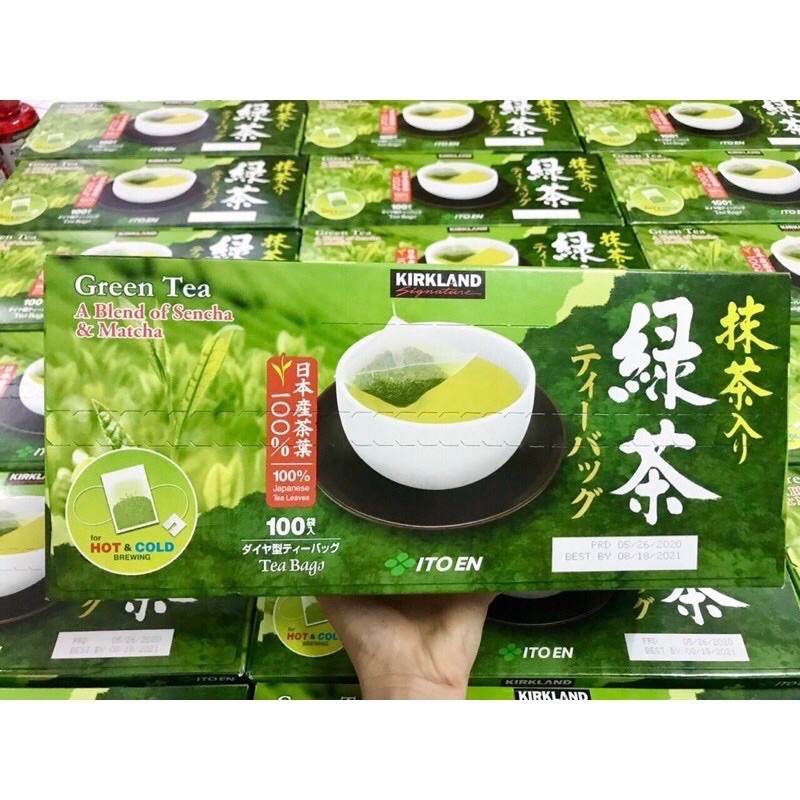 Green Tea
A Blend of Sencha
& Matcha
KIRKLAND
Signature
抹茶入り
緑茶
ティーバッグ
日本産茶葉
100%
100%
Japanese
Tea Leaves
100袋入
ダイヤ型ティーバッグ
Tea Bags
for
HOT & COLD
BREWING
ITO EN
PRD 05/26/2020
BEST BY 08/18/2021